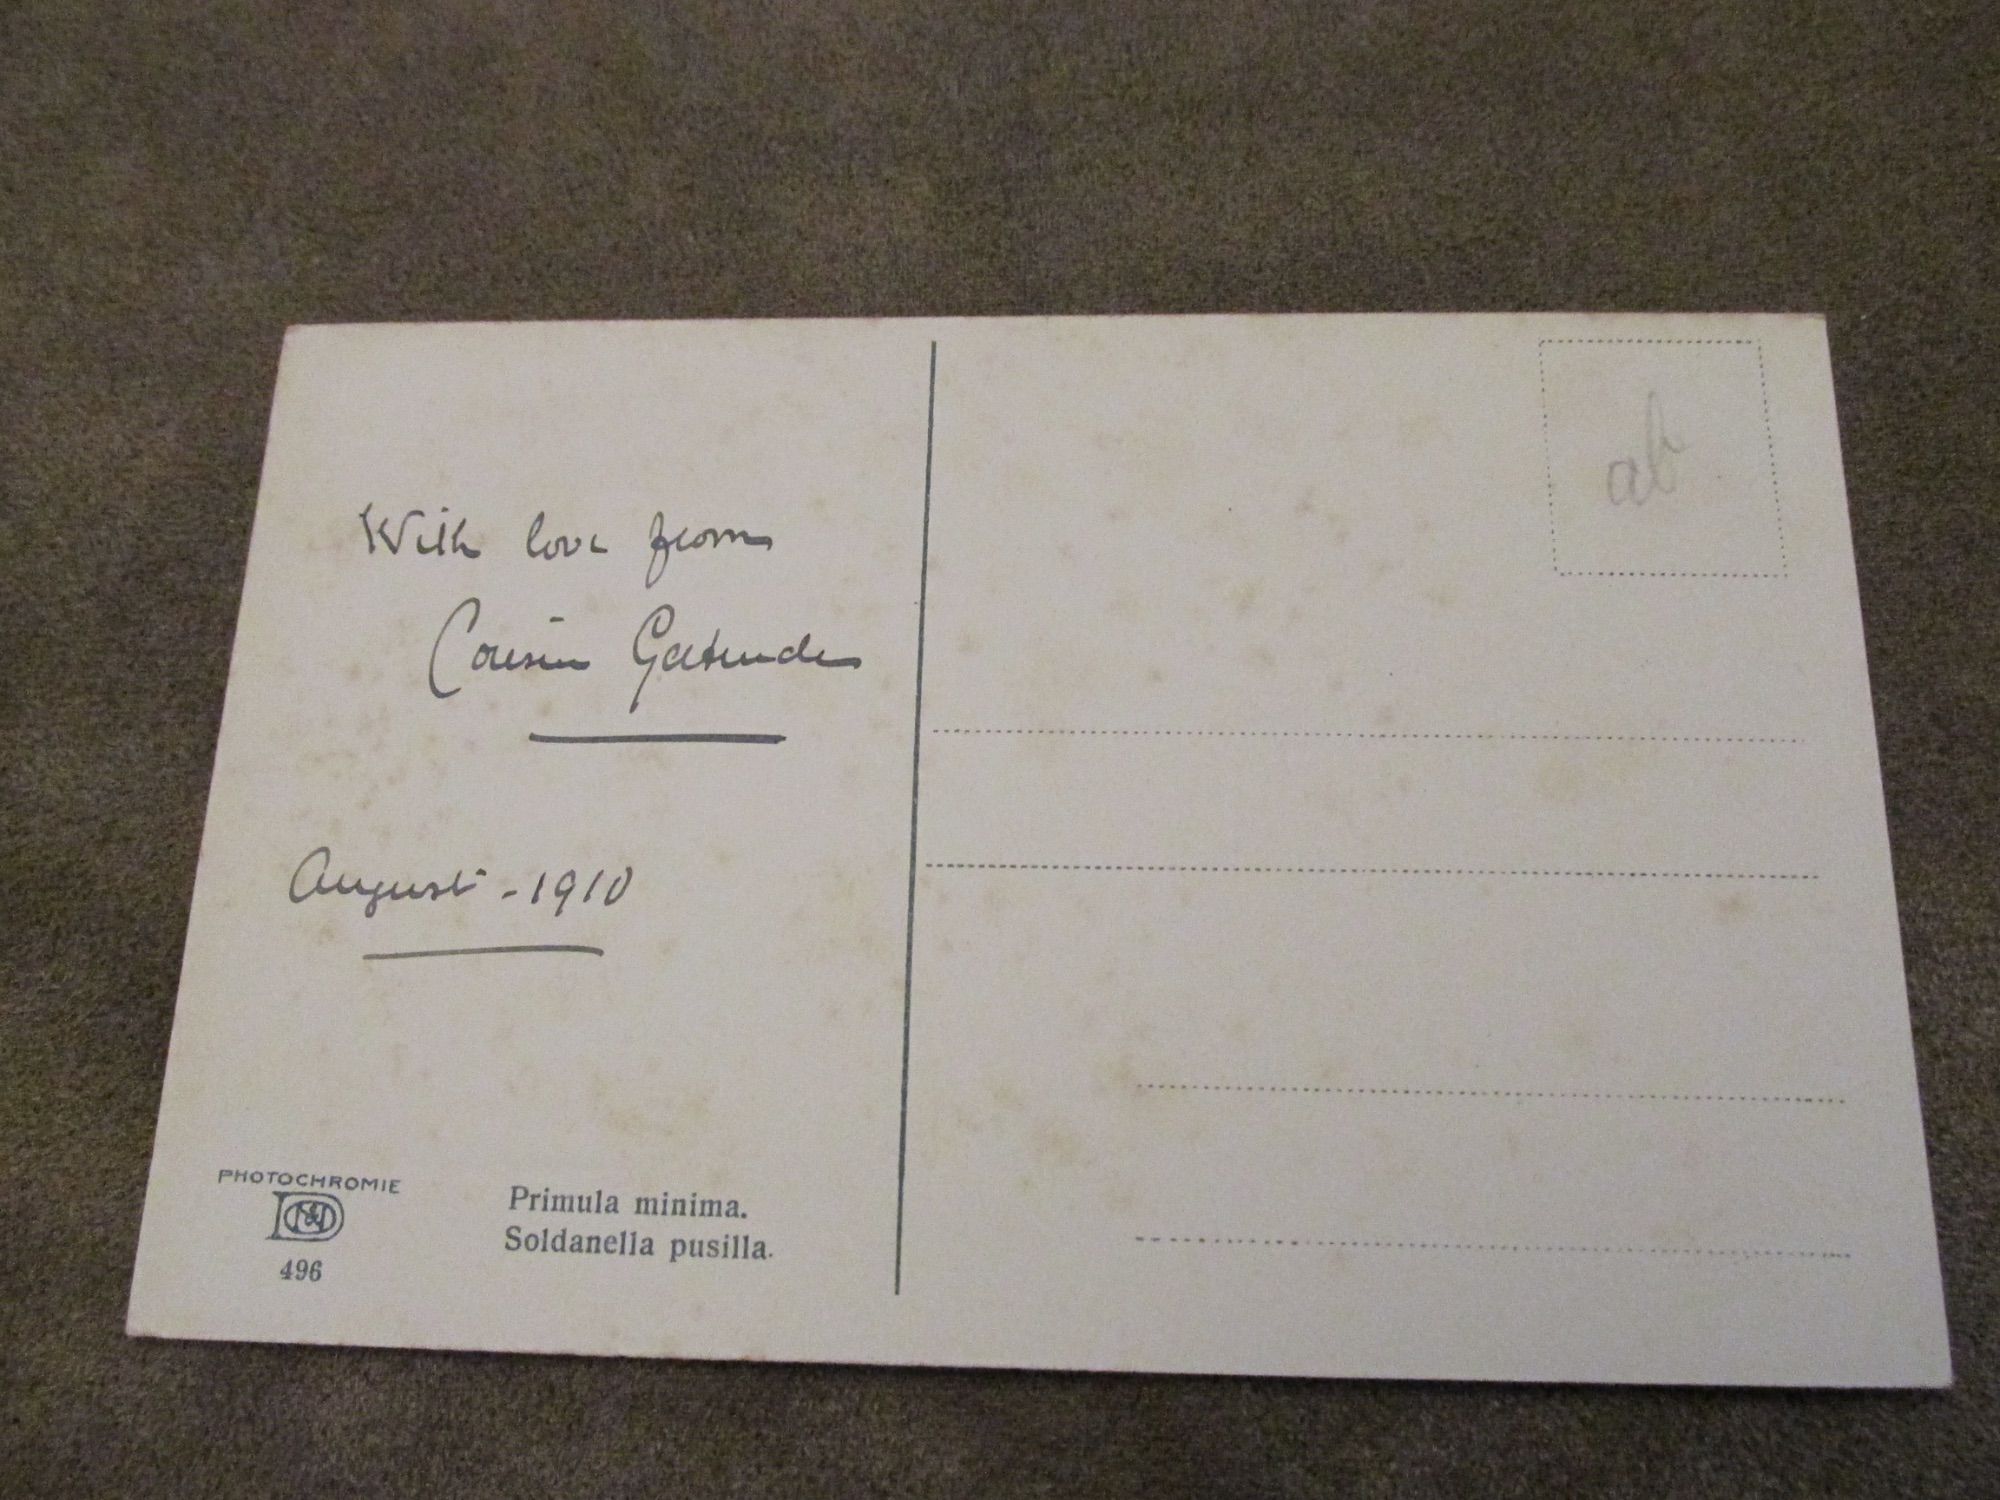 With love from
Cousin Gertrude
August - 1910
PHOTOCHROMIE
496
Primula minima.
Soldanella pusilla.
ab